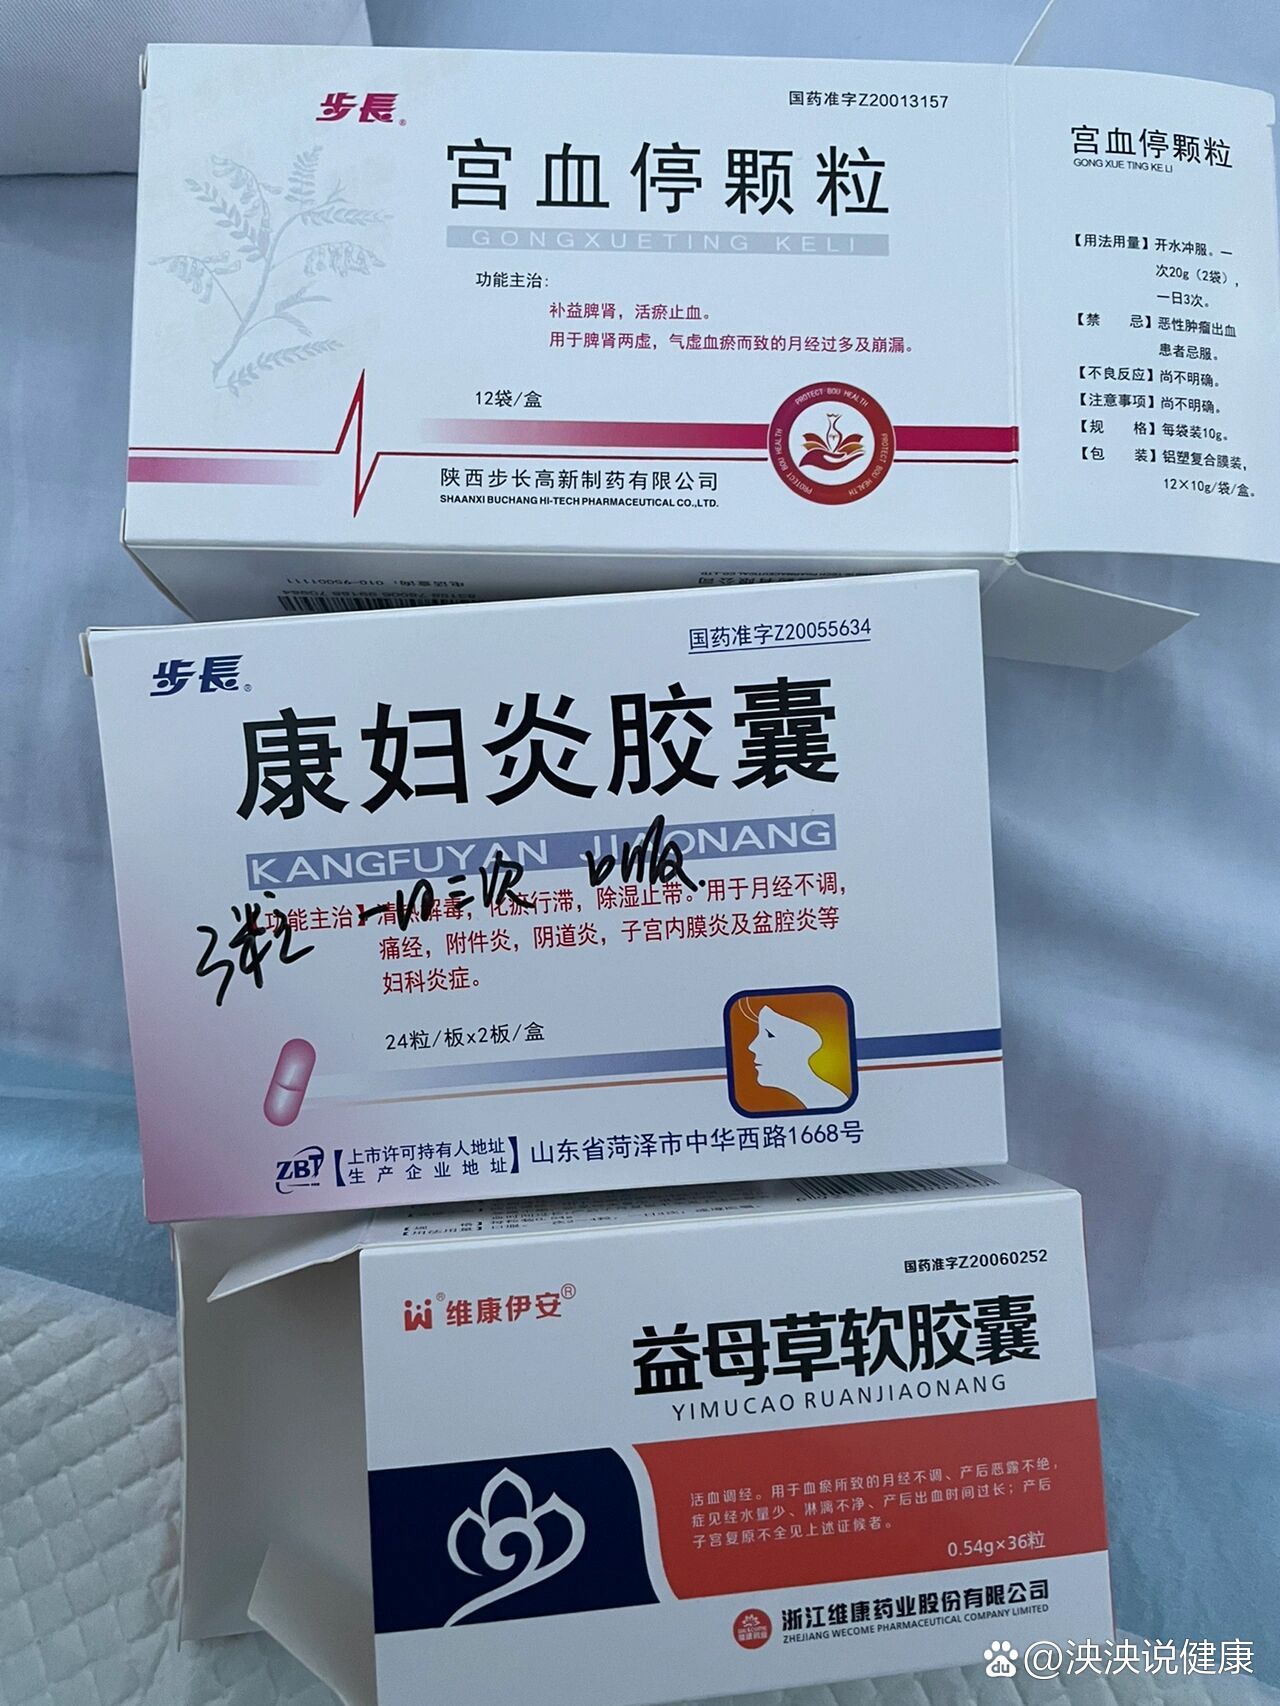 步長®
国药准字Z20013157
宫血停颗粒
GONGXUETING KELI
功能主治：
补益脾肾，活瘀止血。
用于脾肾两虚，气虚血瘀而致的月经过多及崩漏。
12袋/盒
PROTECT BOU HEALTH
PROTECT BOU HEALTH
陕西步长高新制药有限公司
SHAANXI BUCHANG HI-TECH PHARMACEUTICAL CO.,LTD.
宫血停颗粒
GONG XUE TING KE LI
【用法用量】开水冲服。一
次20g（2袋），
一日3次。
【禁 忌】恶性肿瘤出血
患者忌服。
【不良反应】尚不明确。
【注意事项】尚不明确。
【规 格】每袋装10g。
【包 装】铝塑复合膜装，
12×10g/袋/盒。
电话查询：010-95001111
步長®
国药准字Z20055634
康妇炎胶囊
KANGFUYAN JIAONANG
3粒 一日三次 口服.
【功能主治】清热解毒，化瘀行滞，除湿止带。用于月经不调，
痛经，附件炎，阴道炎，子宫内膜炎及盆腔炎等
妇科炎症。
24粒/板x2板/盒
ZBT【上市许可持有人地址
生产企业地址】山东省菏泽市中华西路1668号
国药准字Z20060252
®维康伊安®
益母草软胶囊
YIMUCAO RUANJIAONANG
活血调经。用于血瘀所致的月经不调、产后恶露不绝，
症见经水量少、淋漓不净、产后出血时间过长；产后
子宫复原不全见上述证候者。
0.54g×36粒
浙江维康药业股份有限公司
ZHEJIANG WECOME PHARMACEUTICAL COMPANY LIMITED
du @泱泱说健康